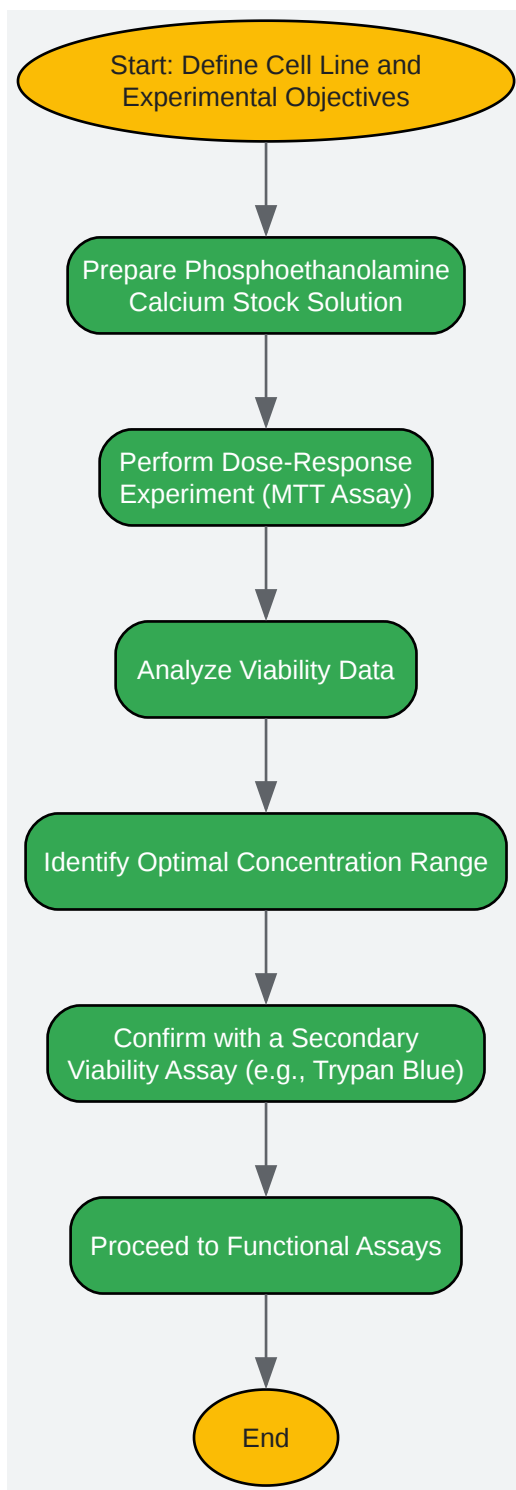 Start: Define Cell Line and
Experimental Objectives
Prepare Phosphoethanolamine
Calcium Stock Solution
Perform Dose-Response
Experiment (MTT Assay)
Analyze Viability Data
Identify Optimal Concentration Range
Confirm with a Secondary
Viability Assay (e.g., Trypan Blue)
Proceed to Functional Assays
End